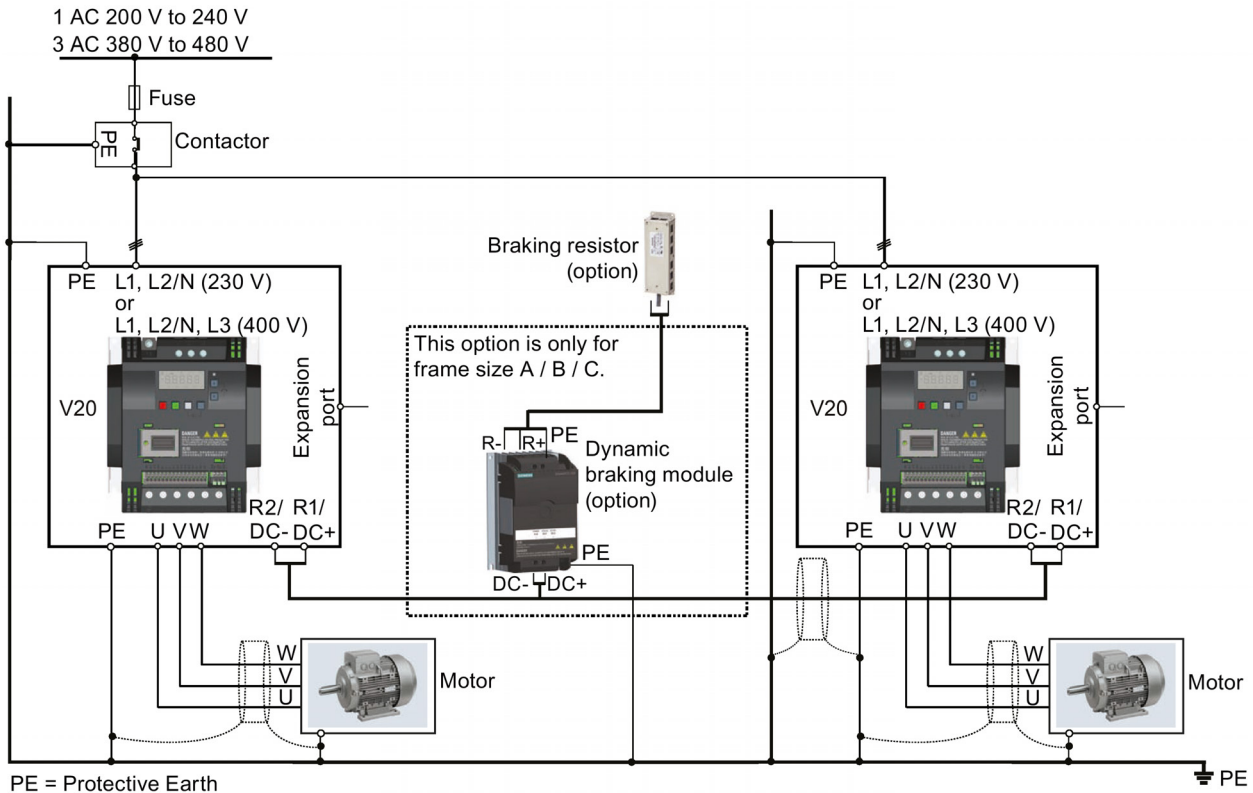 1 AC 200 V to 240 V
3 AC 380 V to 480 V
Fuse
PE
Contactor
Braking resistor
(option)
PE
L1, L2/N (230 V)
or
L1, L2/N, L3 (400 V)
V20
Expansion
port
PE
U
V
W
R2/
DC-
R1/
DC+
This option is only for
frame size A / B / C.
R-
R+
PE
Dynamic
braking module
(option)
PE
DC-
DC+
PE
L1, L2/N (230 V)
or
L1, L2/N, L3 (400 V)
V20
Expansion
port
PE
U
V
W
R2/
DC-
R1/
DC+
W
V
U
Motor
W
V
U
Motor
PE = Protective Earth
PE